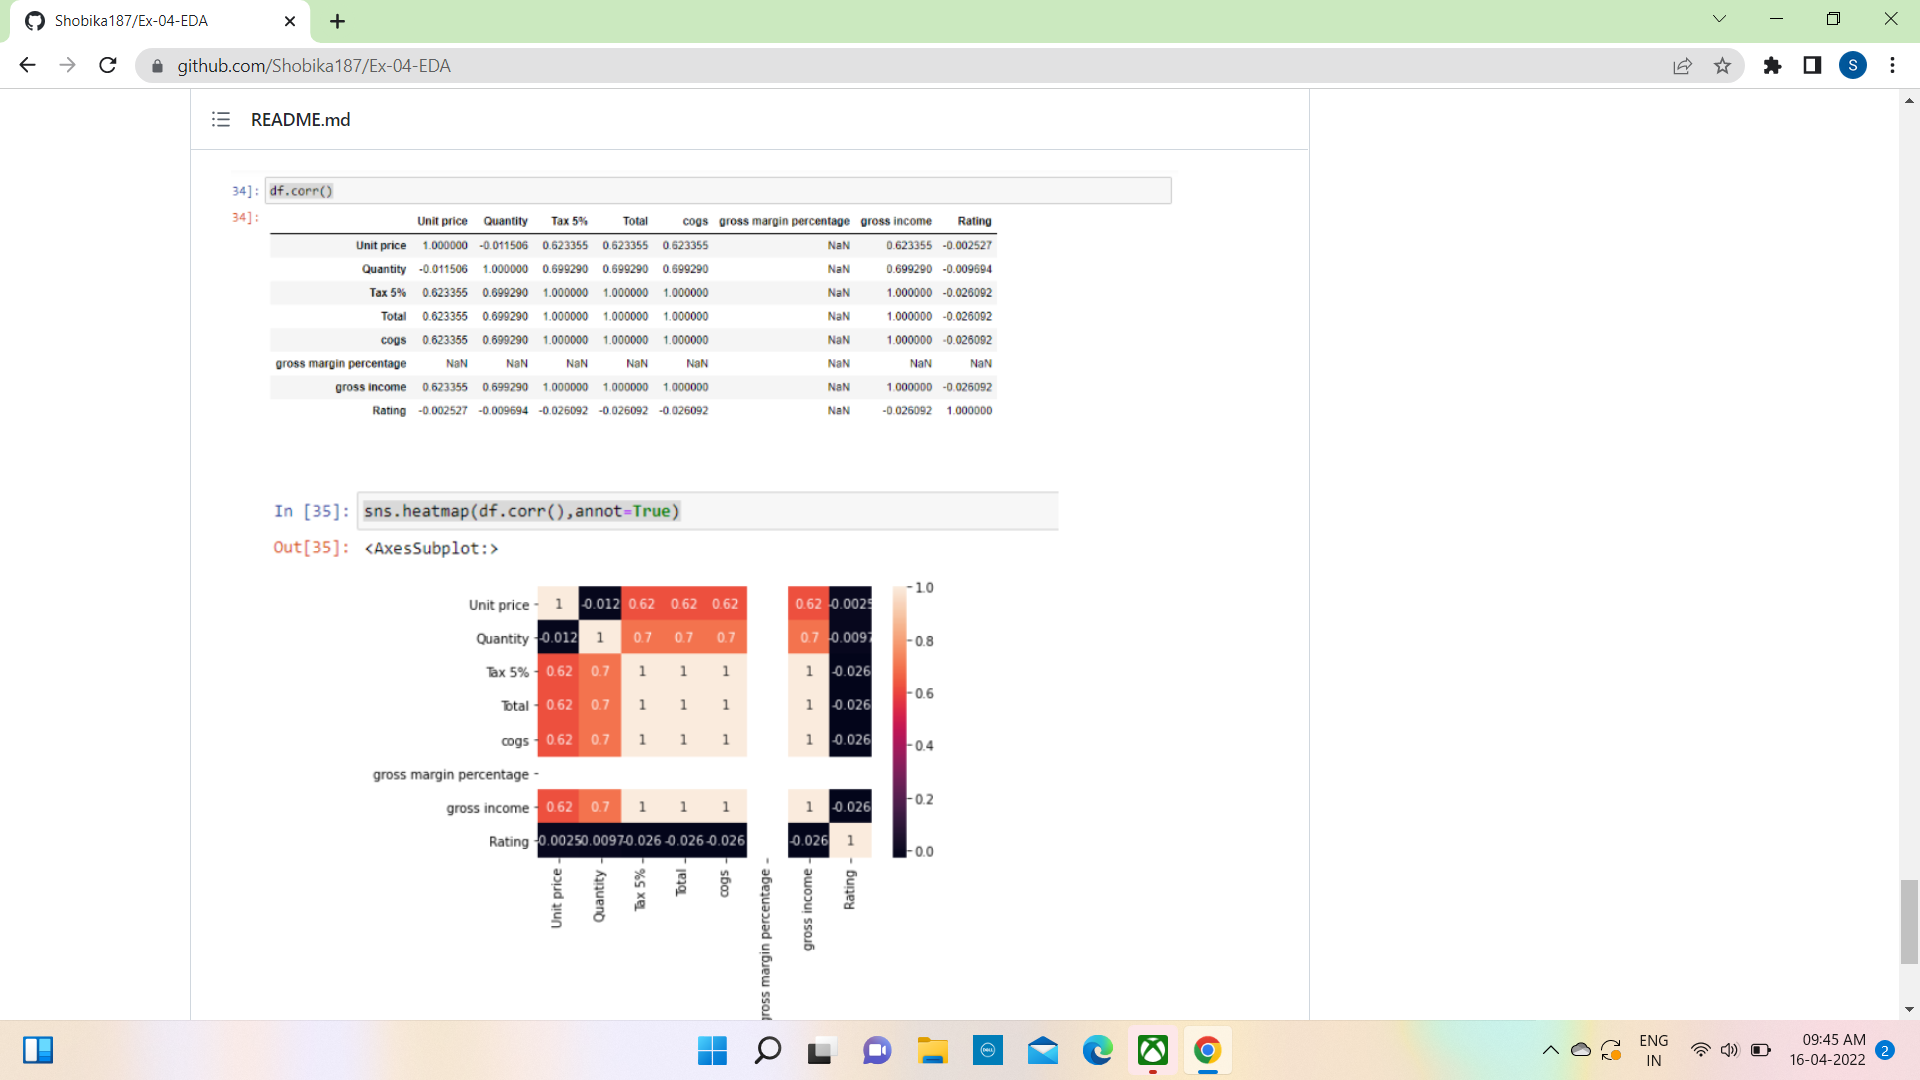 Shobika187/Ex-04-EDA
github.com/Shobika187/Ex-04-EDA
S
README.md
34]: df.corr()
34]:
Unit price Quantity Tax 5% Total cogs gross margin percentage gross income Rating
Unit price 1.000000 -0.011506 0.623355 0.623355 0.623355 NaN 0.623355 -0.002527
Quantity -0.011506 1.000000 0.699290 0.699290 0.699290 NaN 0.699290 -0.009694
Tax 5% 0.623355 0.699290 1.000000 1.000000 1.000000 NaN 1.000000 -0.026092
Total 0.623355 0.699290 1.000000 1.000000 1.000000 NaN 1.000000 -0.026092
cogs 0.623355 0.699290 1.000000 1.000000 1.000000 NaN 1.000000 -0.026092
gross margin percentage NaN NaN NaN NaN NaN NaN NaN NaN
gross income 0.623355 0.699290 1.000000 1.000000 1.000000 NaN 1.000000 -0.026092
Rating -0.002527 -0.009694 -0.026092 -0.026092 -0.026092 NaN -0.026092 1.000000
In [35]: sns.heatmap(df.corr(),annot=True)
Out[35]: <AxesSubplot:>
Unit price 1 -0.012 0.62 0.62 0.62 0.62 -0.0025
Quantity -0.012 1 0.7 0.7 0.7 0.7 -0.0097
Tax 5% 0.62 0.7 1 1 1 1 -0.026
Total 0.62 0.7 1 1 1 1 -0.026
cogs 0.62 0.7 1 1 1 1 -0.026
gross margin percentage
gross income 0.62 0.7 1 1 1 1 -0.026
Rating -0.0025 -0.0097 -0.026 -0.026 -0.026 -0.026 1
1.0
0.8
0.6
0.4
0.2
0.0
Unit price
Quantity
Tax 5%
Total
cogs
gross margin percentage
gross income
Rating
DELL
ENG
IN
09:45 AM
16-04-2022
2